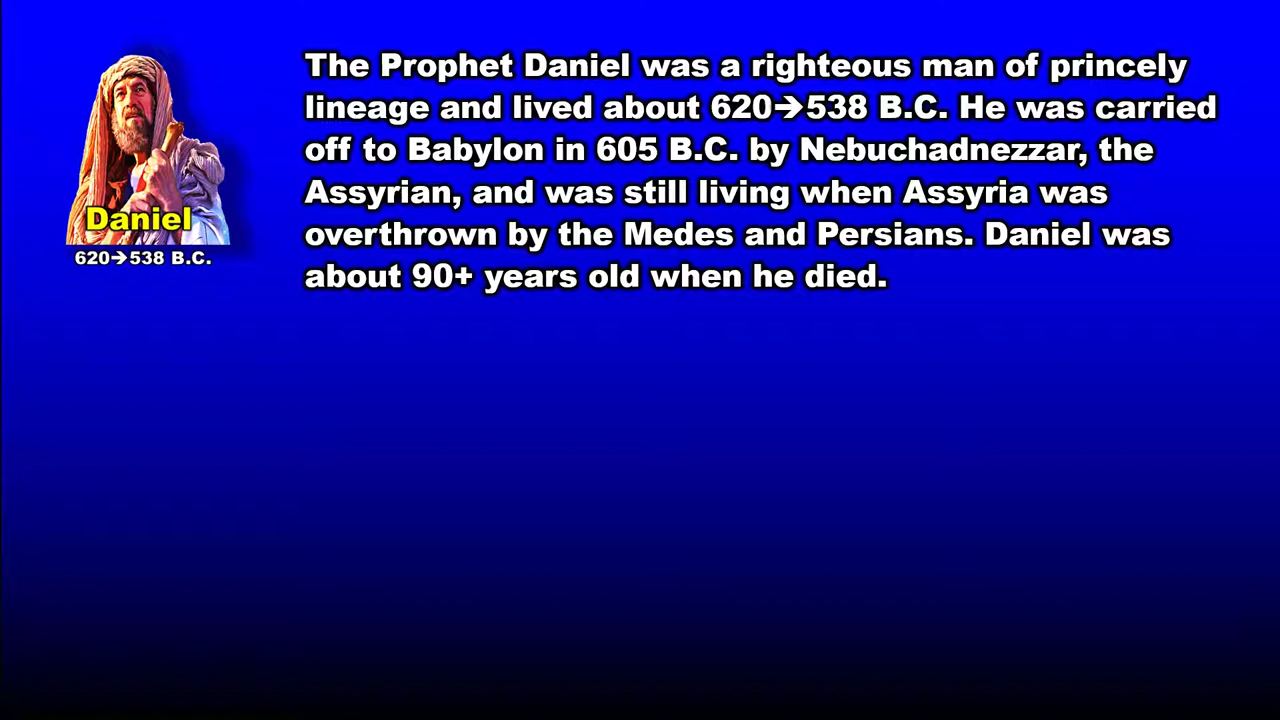 The Prophet Daniel was a righteous man of princely
lineage and lived about 620→538 B.C. He was carried
off to Babylon in 605 B.C. by Nebuchadnezzar, the
Assyrian, and was still living when Assyria was
overthrown by the Medes and Persians. Daniel was
about 90+ years old when he died.
Daniel
620→538 B.C.